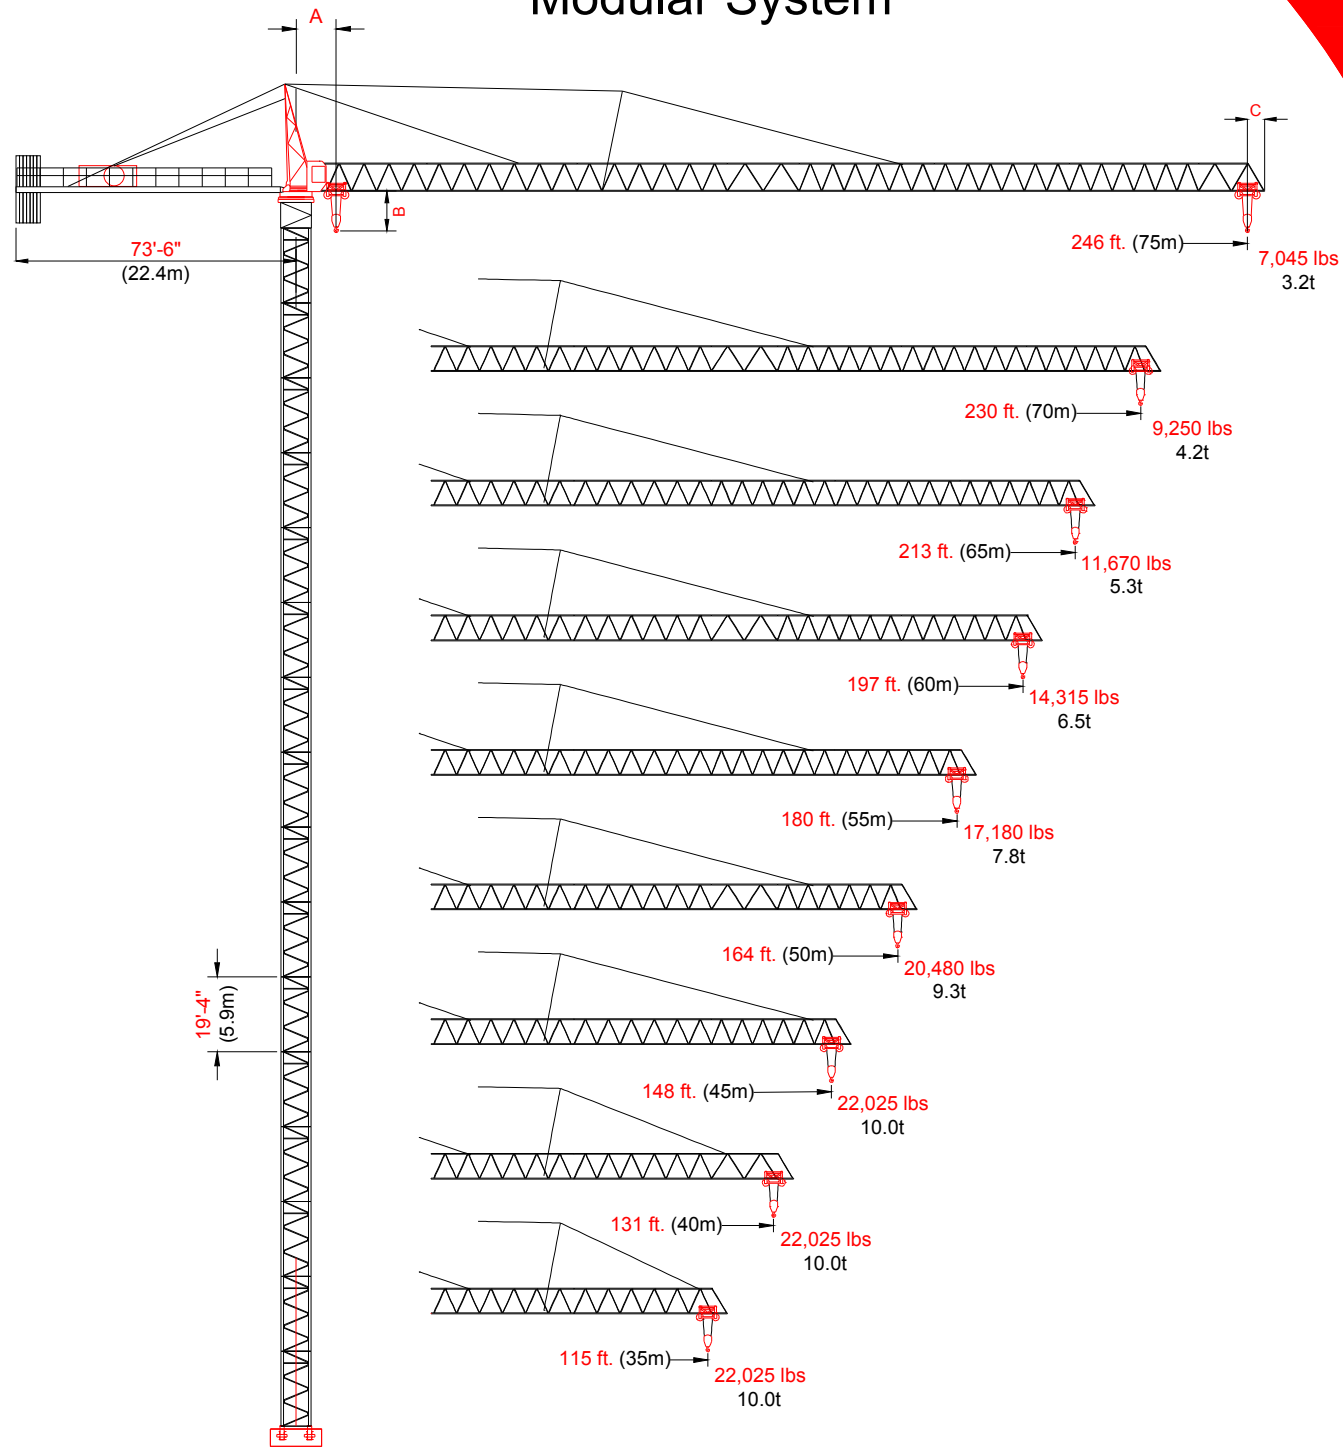 Modular System
A
C
B
73'-6"
(22.4m)
246 ft. (75m)
7,045 lbs
3.2t
230 ft. (70m)
9,250 lbs
4.2t
213 ft. (65m)
11,670 lbs
5.3t
197 ft. (60m)
14,315 lbs
6.5t
180 ft. (55m)
17,180 lbs
7.8t
164 ft. (50m)
20,480 lbs
9.3t
19'-4"
(5.9m)
148 ft. (45m)
22,025 lbs
10.0t
131 ft. (40m)
22,025 lbs
10.0t
115 ft. (35m)
22,025 lbs
10.0t